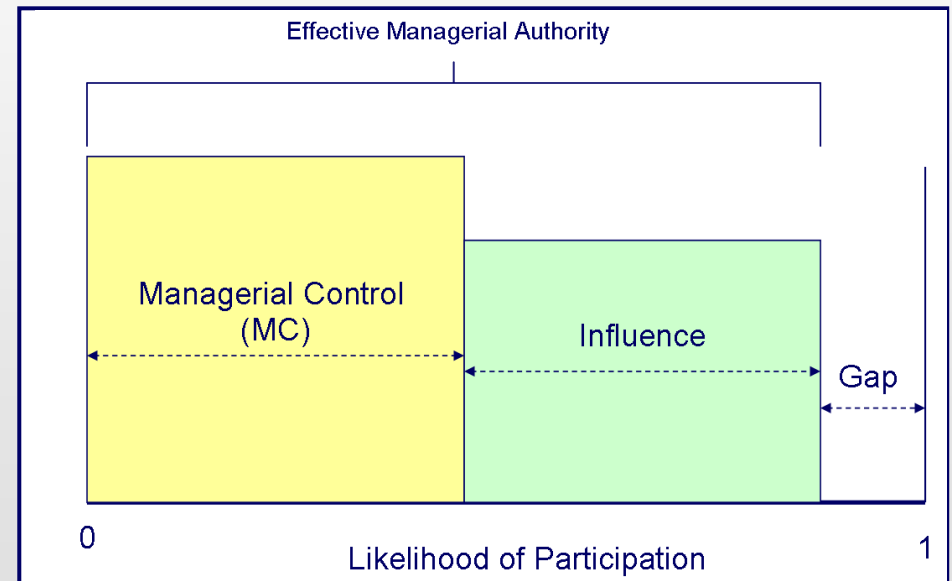 Effective Managerial Authority
Managerial Control
(MC)
Influence
Gap
0
Likelihood of Participation
1